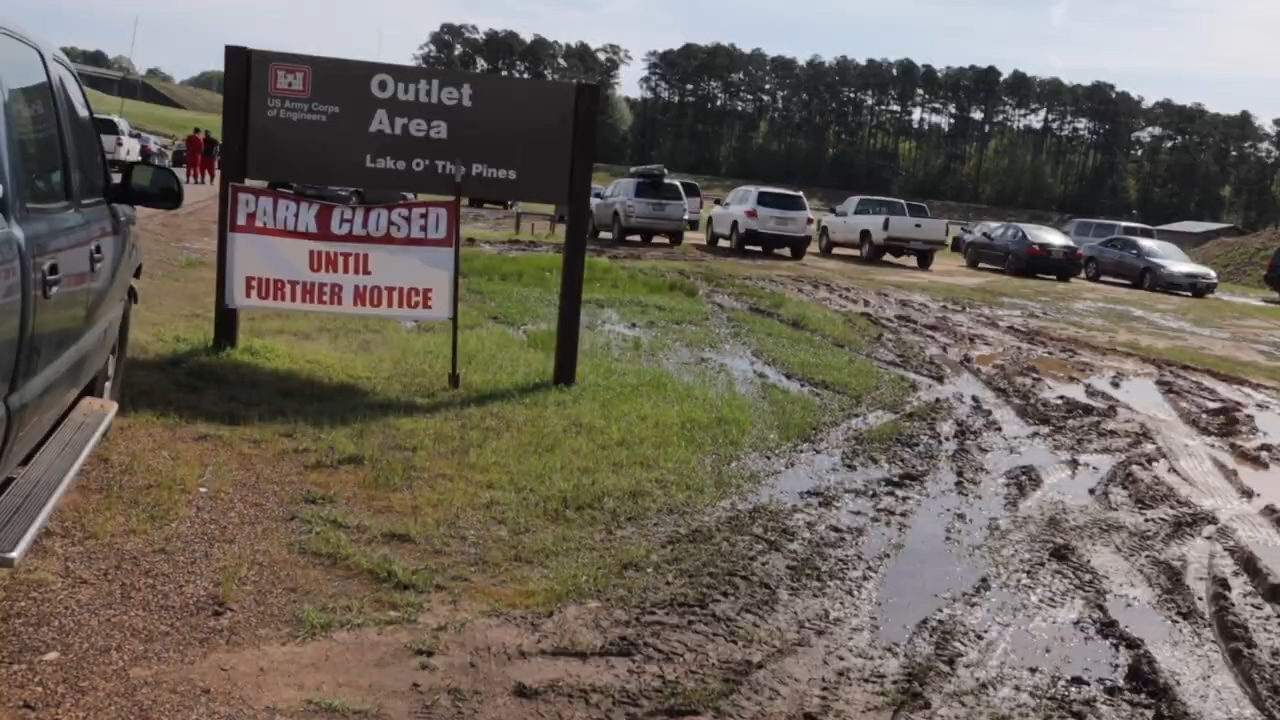 US Army Corps
of Engineers
Outlet
Area
Lake O' The Pines
PARK CLOSED
UNTIL
FURTHER NOTICE